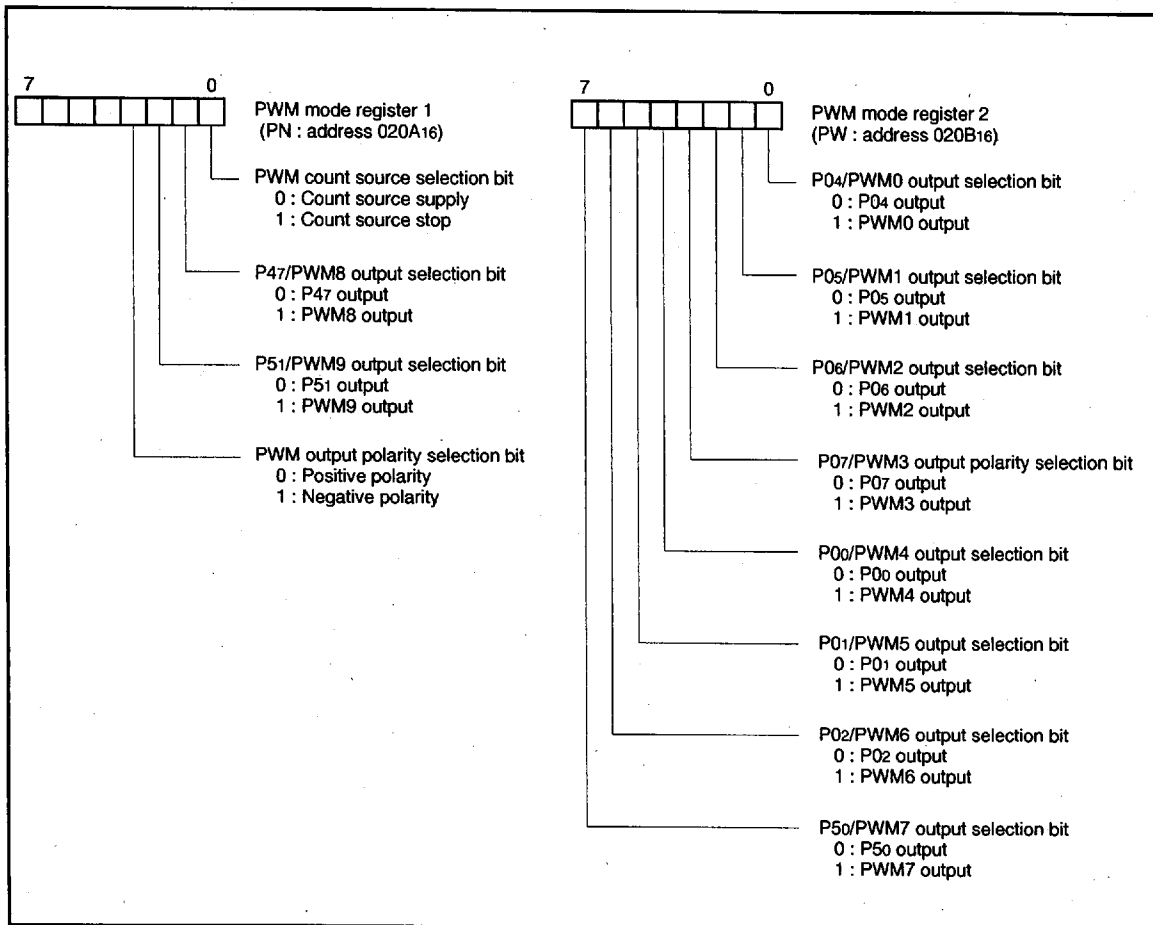 7 0
PWM mode register 1
(PN : address 020A16)
PWM count source selection bit
0 : Count source supply
1 : Count source stop
P47/PWM8 output selection bit
0 : P47 output
1 : PWM8 output
P51/PWM9 output selection bit
0 : P51 output
1 : PWM9 output
PWM output polarity selection bit
0 : Positive polarity
1 : Negative polarity
7 0
PWM mode register 2
(PW : address 020B16)
P04/PWM0 output selection bit
0 : P04 output
1 : PWM0 output
P05/PWM1 output selection bit
0 : P05 output
1 : PWM1 output
P06/PWM2 output selection bit
0 : P06 output
1 : PWM2 output
P07/PWM3 output polarity selection bit
0 : P07 output
1 : PWM3 output
P00/PWM4 output selection bit
0 : P00 output
1 : PWM4 output
P01/PWM5 output selection bit
0 : P01 output
1 : PWM5 output
P02/PWM6 output selection bit
0 : P02 output
1 : PWM6 output
P50/PWM7 output selection bit
0 : P50 output
1 : PWM7 output